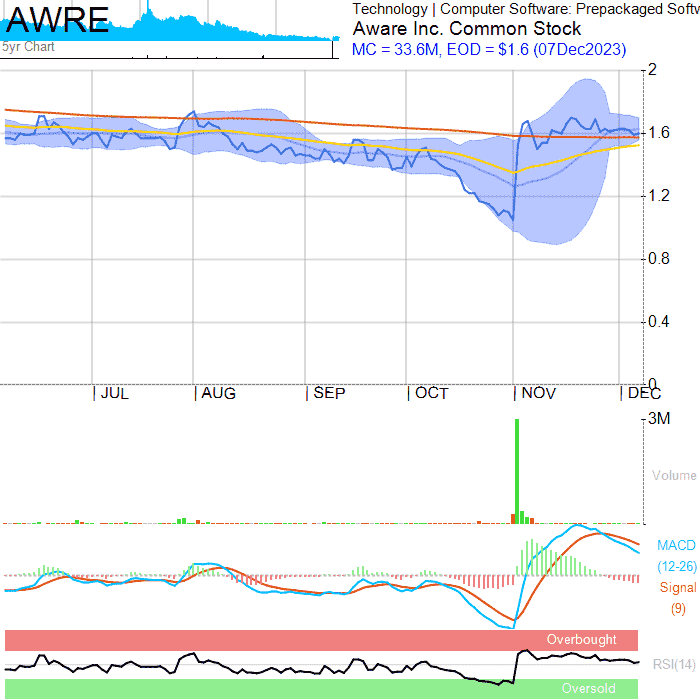 AWRE
5yr Chart
Technology | Computer Software: Prepackaged Softw
Aware Inc. Common Stock
MC = 33.6M, EOD = $1.6 (07Dec2023)
2
1.6
1.2
0.8
0.4
0
JUL AUG SEP OCT NOV DEC
3M
Volume
MACD
(12-26)
Signal
(9)
Overbought
RSI(14)
Oversold